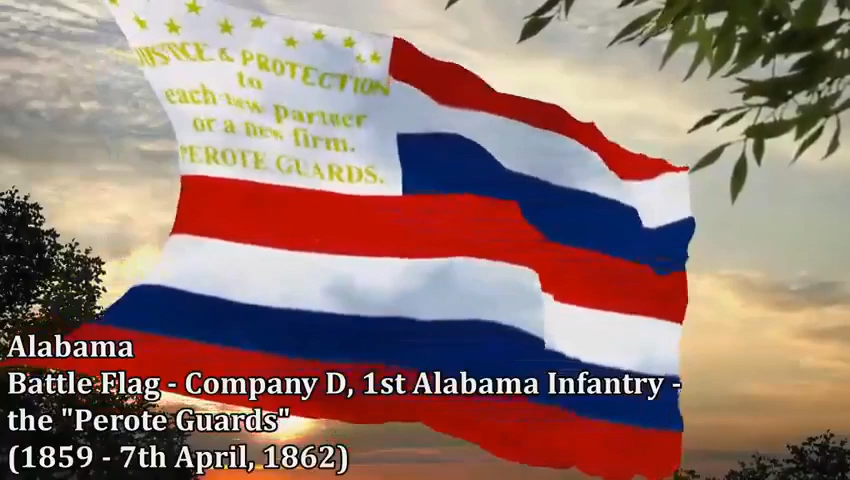 JUSTICE & PROTECTION
to
each new partner
or a new firm.
PEROTE GUARDS.
Alabama
Battle Flag - Company D, 1st Alabama Infantry -
the "Perote Guards"
(1859 - 7th April, 1862)